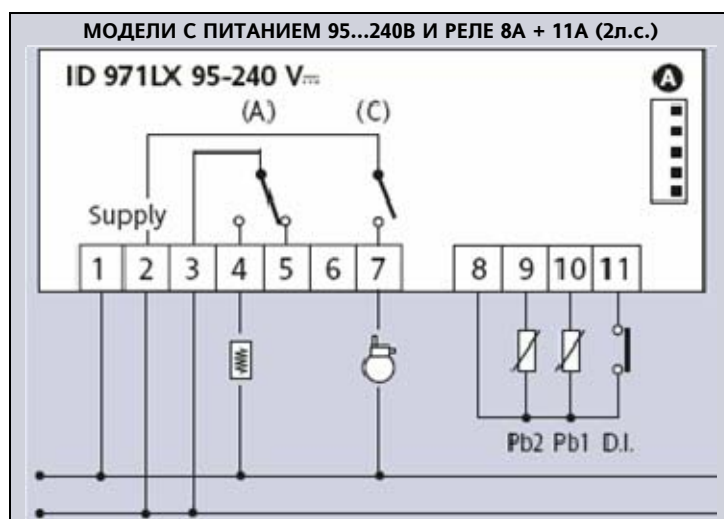 МОДЕЛИ С ПИТАНИЕМ 95...240В И РЕЛЕ 8А + 11А (2л.с.)
ID 971LX 95-240 V⎓
A
(A) (C)
Supply
1 2 3 4 5 6 7 8 9 10 11
Pb2 Pb1 D.I.